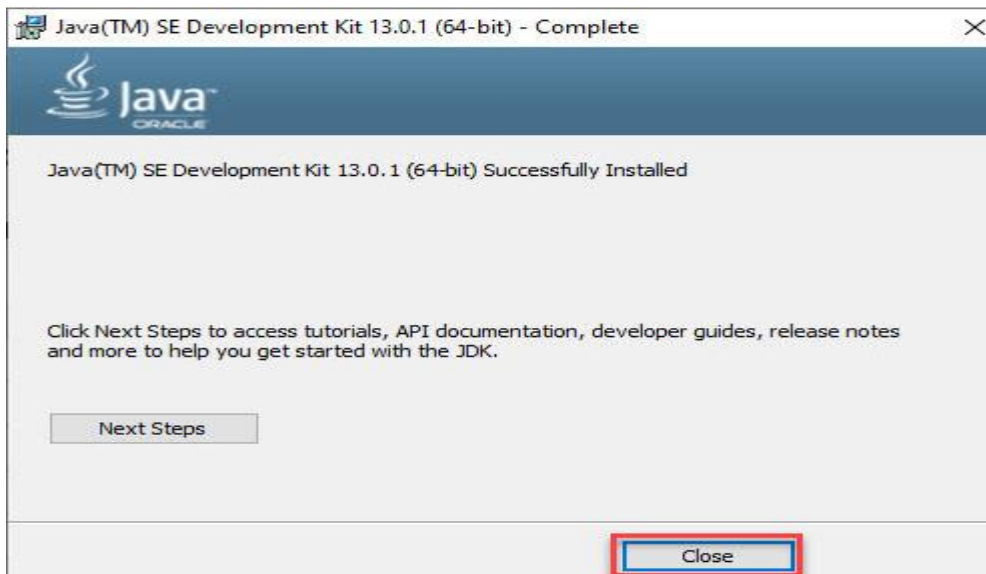 Java(TM) SE Development Kit 13.0.1 (64-bit) - Complete
Java™
ORACLE
Java(TM) SE Development Kit 13.0.1 (64-bit) Successfully Installed
Click Next Steps to access tutorials, API documentation, developer guides, release notes
and more to help you get started with the JDK.
Next Steps
Close